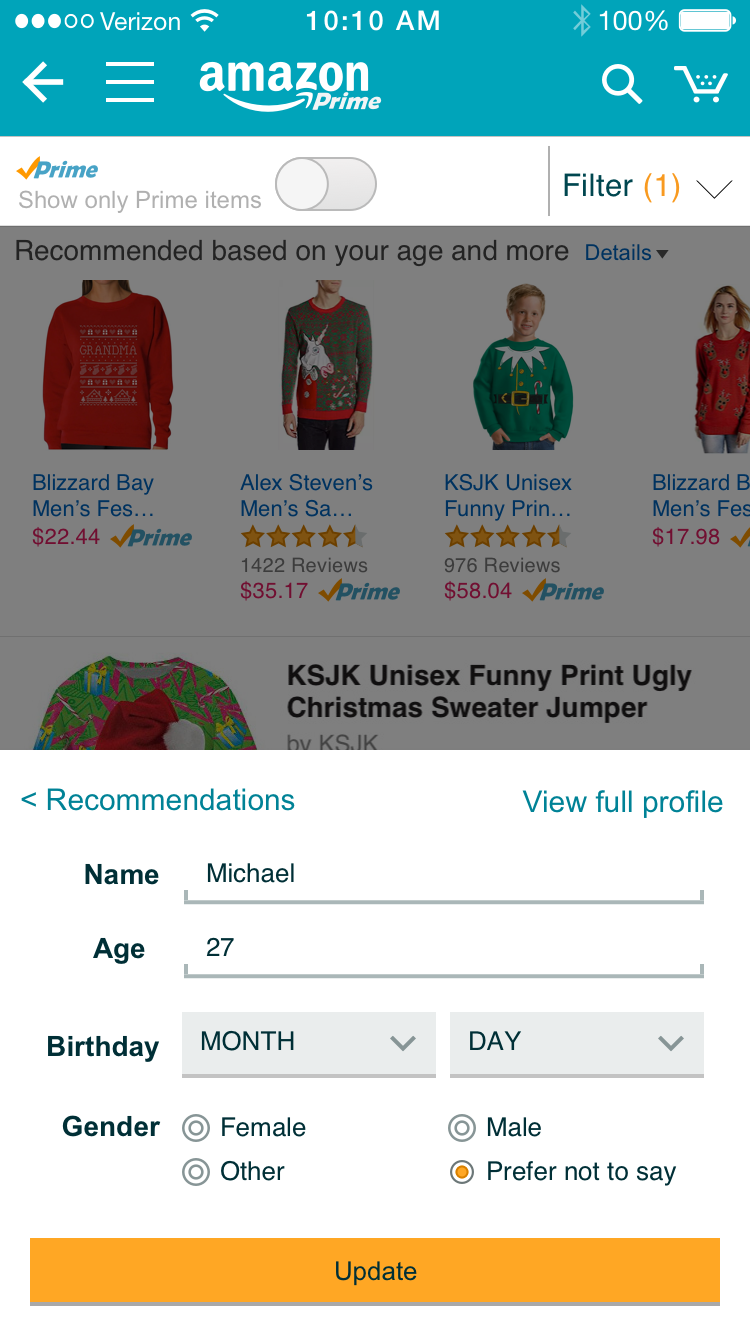 Verizon 10:10 AM 100%
amazon
Prime
Prime
Show only Prime items
Filter (1)
Recommended based on your age and more Details
GRANDMA
Blizzard Bay
Men's Fes...
$22.44 Prime
Alex Steven's
Men's Sa...
1422 Reviews
$35.17 Prime
KSJK Unisex
Funny Prin...
976 Reviews
$58.04 Prime
Blizzard B
Men's Fes
$17.98
KSJK Unisex Funny Print Ugly
Christmas Sweater Jumper
by KSJK
< Recommendations View full profile
Name Michael
Age 27
Birthday MONTH DAY
Gender Female Male
Other Prefer not to say
Update